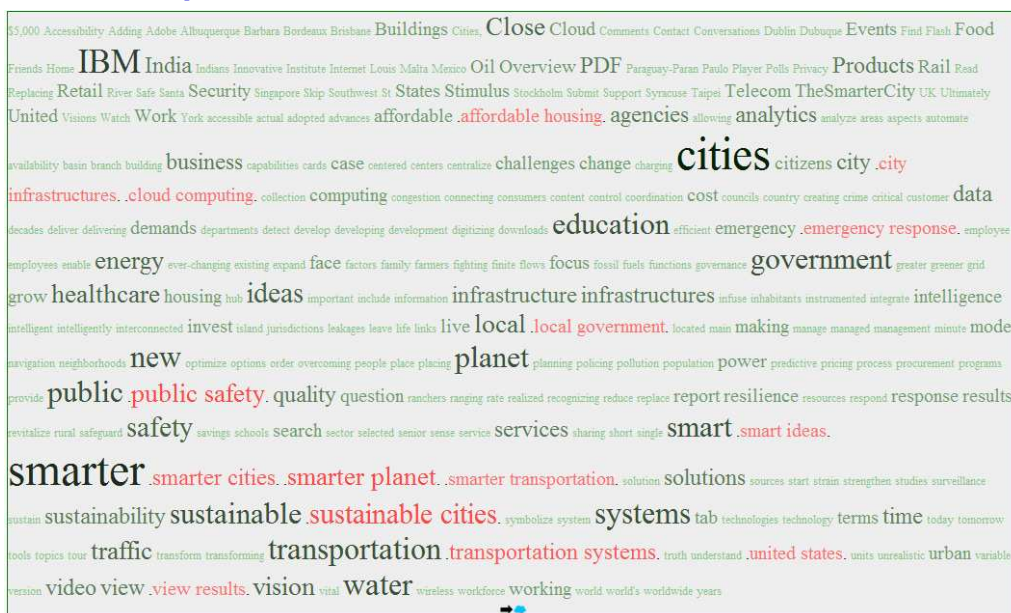 $5,000 Accessibility Adding Adobe Albuquerque Barbara Bordeaux Brisbane Buildings Cities, Close Cloud Comments Contact Conversations Dublin Dubuque Events Find Flash Food
Friends Home IBM India Indians Innovative Institute Internet Louis Malta Mexico Oil Overview PDF Paraguay-Paran Paulo Player Polls Privacy Products Rail Read
Replacing Retail River Safe Santa Security Singapore Skip Southwest St States Stimulus Stockholm Submit Support Syracuse Taipei Telecom TheSmarterCity UK Ultimately
United Visions Watch Work York accessible actual adopted advances affordable .affordable housing. agencies allowing analytics analyze areas aspects automate
availability basin branch building business capabilities cards case centered centers centralize challenges change charging cities citizens city .city
infrastructures. .cloud computing. collection computing congestion connecting consumers content control coordination cost councils country creating crime critical customer data
decades deliver delivering demands departments detect develop developing development digitizing downloads education efficient emergency .emergency response. employee
employees enable energy ever-changing existing expand face factors family farmers fighting finite flows focus fossil fuels functions governance government greater greener grid
grow healthcare housing hub ideas important include information infrastructure infrastructures infuse inhabitants instrumented integrate intelligence
intelligent intelligently interconnected invest island jurisdictions leakages leave life links live local .local government. located main making manage managed management minute mode
navigation neighborhoods new optimize options order overcoming people place placing planet planning policing pollution population power predictive pricing process procurement programs
provide public .public safety. quality question ranchers ranging rate realized recognizing reduce replace report resilience resources respond response results
revitalize rural safeguard safety savings schools search sector selected senior sense service services sharing short single smart .smart ideas.
smarter .smarter cities. .smarter planet. .smarter transportation. solution solutions sources start strain strengthen studies surveillance
sustain sustainability sustainable .sustainable cities. symbolize system systems tab technologies technology terms time today tomorrow
tools topics tour traffic transform transforming transportation .transportation systems. truth understand .united states. units unrealistic urban variable
version video view .view results. vision vital water wireless workforce working world world's worldwide years